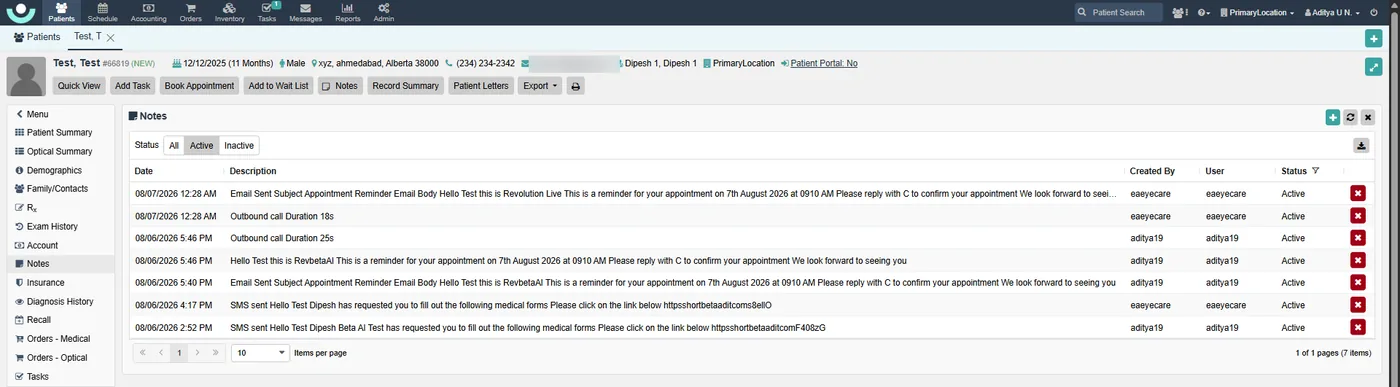 Patients Schedule Accounting Orders Inventory Tasks 1 Messages Reports Admin Patient Search PrimaryLocation Aditya U N.
Patients Test, T
Test, Test #66819 (NEW) 12/12/2025 (11 Months) Male xyz, ahmedabad, Alberta 38000 (234) 234-2342 Dipesh 1, Dipesh 1 PrimaryLocation Patient Portal: No
Quick View Add Task Book Appointment Add to Wait List Notes Record Summary Patient Letters Export
Menu
Patient Summary
Optical Summary
Demographics
Family/Contacts
Rx
Exam History
Account
Notes
Insurance
Diagnosis History
Recall
Orders - Medical
Orders - Optical
Tasks
Notes
Status All Active Inactive
Date Description Created By User Status
08/07/2026 12:28 AM Email Sent Subject Appointment Reminder Email Body Hello Test this is Revolution Live This is a reminder for your appointment on 7th August 2026 at 0910 AM Please reply with C to confirm your appointment We look forward to seei... eaeyecare eaeyecare Active
08/07/2026 12:28 AM Outbound call Duration 18s eaeyecare eaeyecare Active
08/06/2026 5:46 PM Outbound call Duration 25s aditya19 aditya19 Active
08/06/2026 5:46 PM Hello Test this is RevbetaAI This is a reminder for your appointment on 7th August 2026 at 0910 AM Please reply with C to confirm your appointment We look forward to seeing you aditya19 aditya19 Active
08/06/2026 5:40 PM Email Sent Subject Appointment Reminder Email Body Hello Test this is RevbetaAI This is a reminder for your appointment on 7th August 2026 at 0910 AM Please reply with C to confirm your appointment We look forward to seeing you aditya19 aditya19 Active
08/06/2026 4:17 PM SMS sent Hello Test Dipesh has requested you to fill out the following medical forms Please click on the link below httpsshortbetaaditcoms8ellO eaeyecare eaeyecare Active
08/06/2026 2:52 PM SMS sent Hello Test Dipesh Beta AI Test has requested you to fill out the following medical forms Please click on the link below httpsshortbetaaditcomF408zG aditya19 aditya19 Active
1 10 Items per page 1 of 1 pages (7 items)